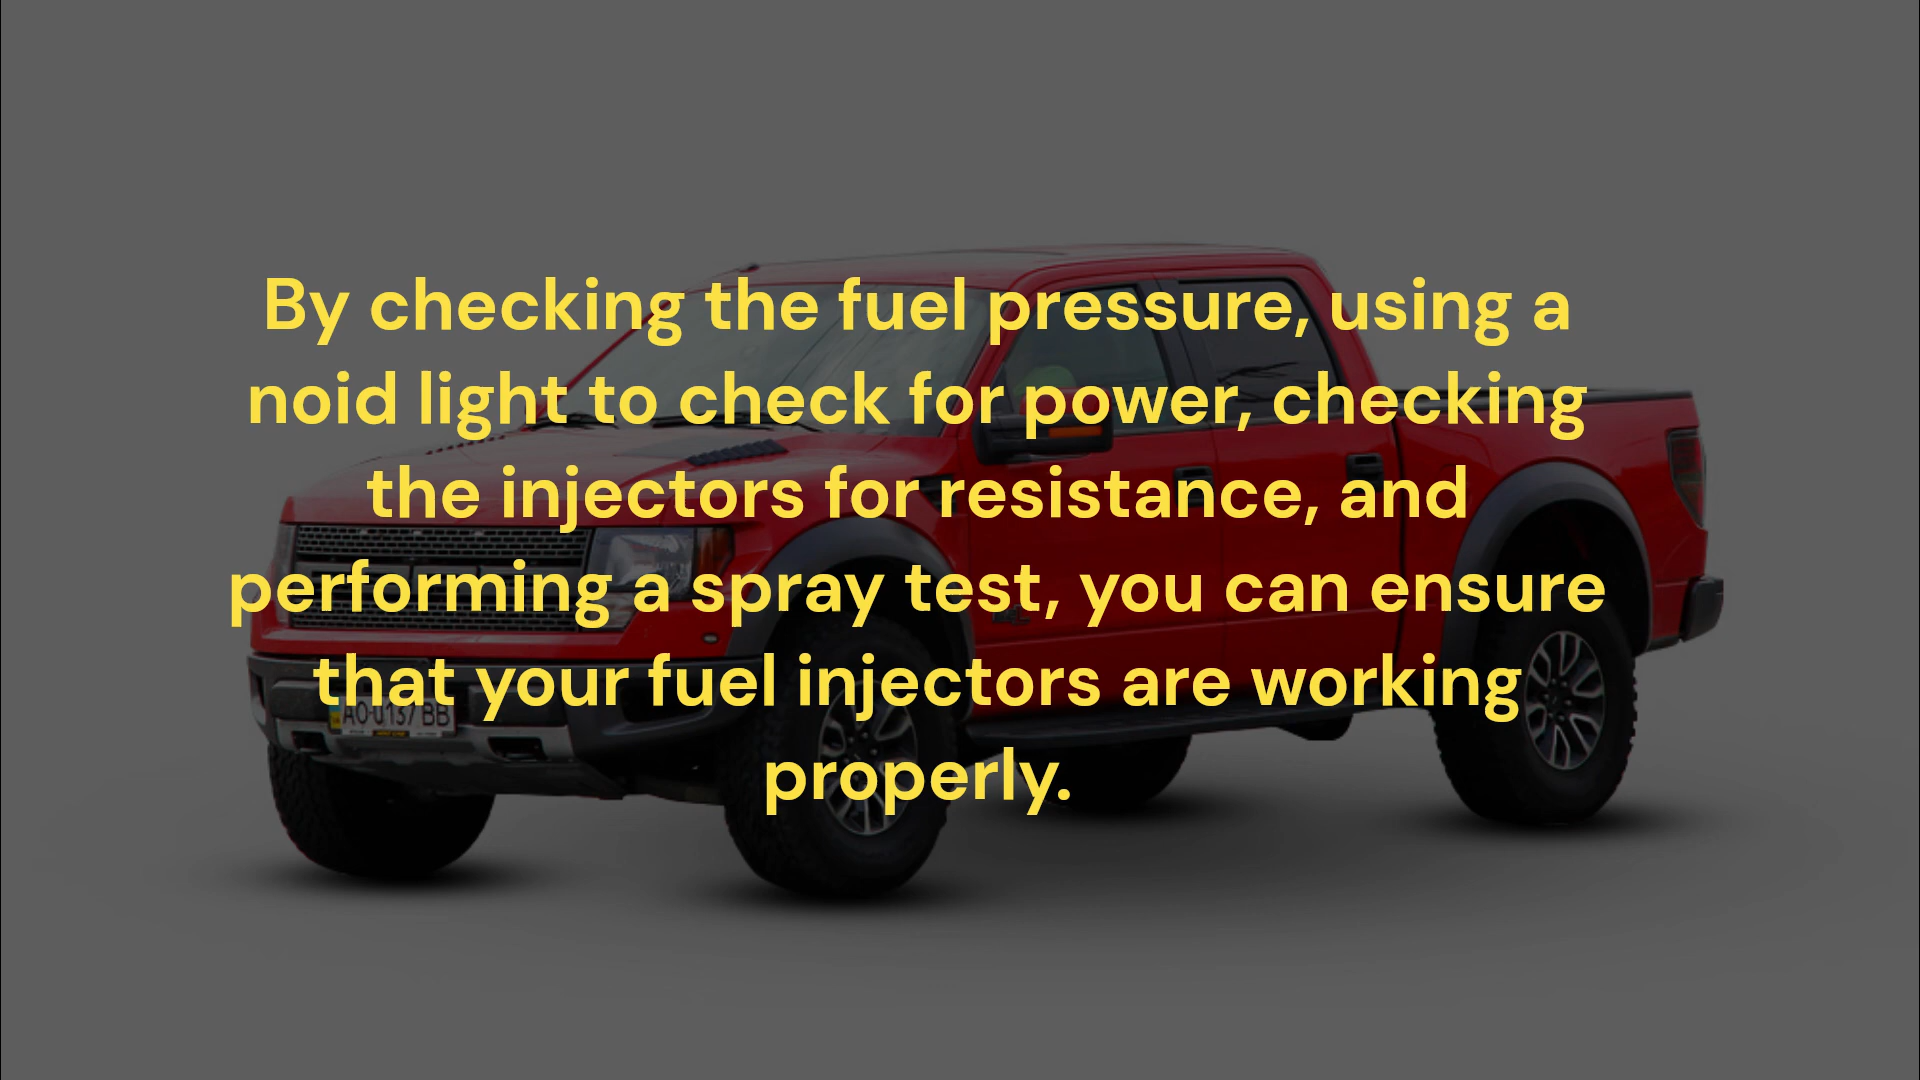 By checking the fuel pressure, using a
noid light to check for power, checking
the injectors for resistance, and
performing a spray test, you can ensure
that your fuel injectors are working
properly.